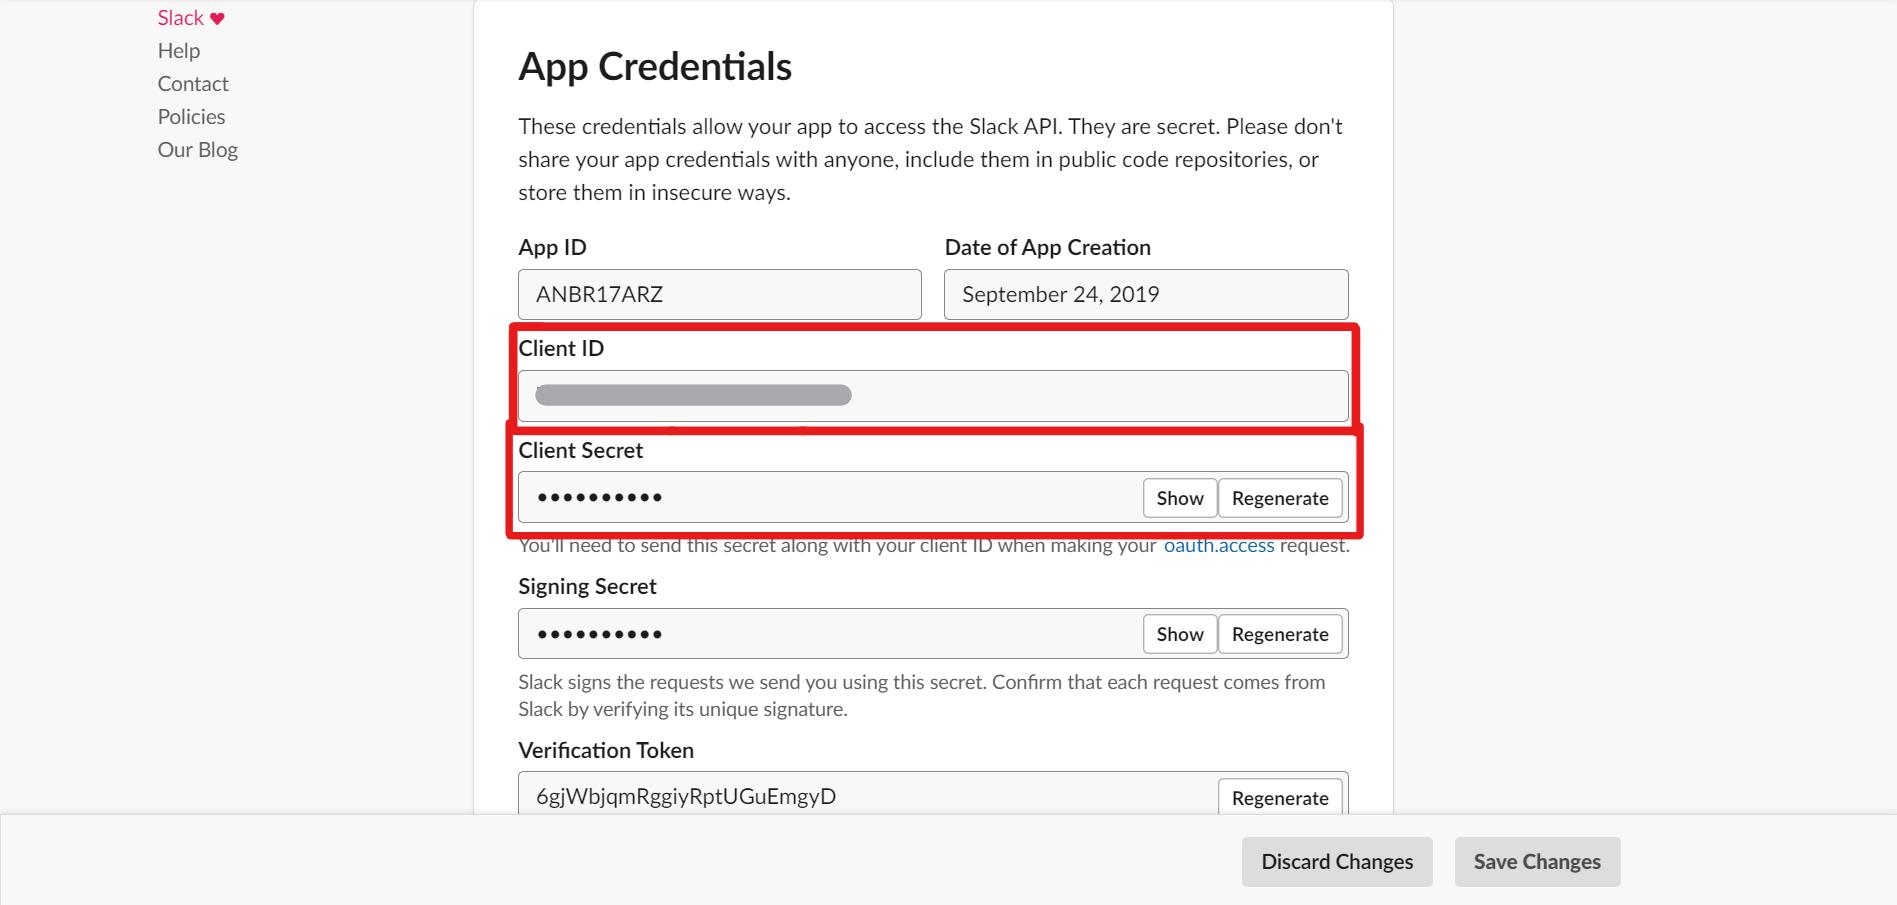 Slack ♥
Help
Contact
Policies
Our Blog
App Credentials
These credentials allow your app to access the Slack API. They are secret. Please don't
share your app credentials with anyone, include them in public code repositories, or
store them in insecure ways.
App ID
Date of App Creation
ANBR17ARZ
September 24, 2019
Client ID
Client Secret
••••••••••
Show
Regenerate
You'll need to send this secret along with your client ID when making your oauth.access request.
Signing Secret
••••••••••
Show
Regenerate
Slack signs the requests we send you using this secret. Confirm that each request comes from
Slack by verifying its unique signature.
Verification Token
6gjWbjqmRggiyRptUGuEmgyD
Regenerate
Discard Changes
Save Changes